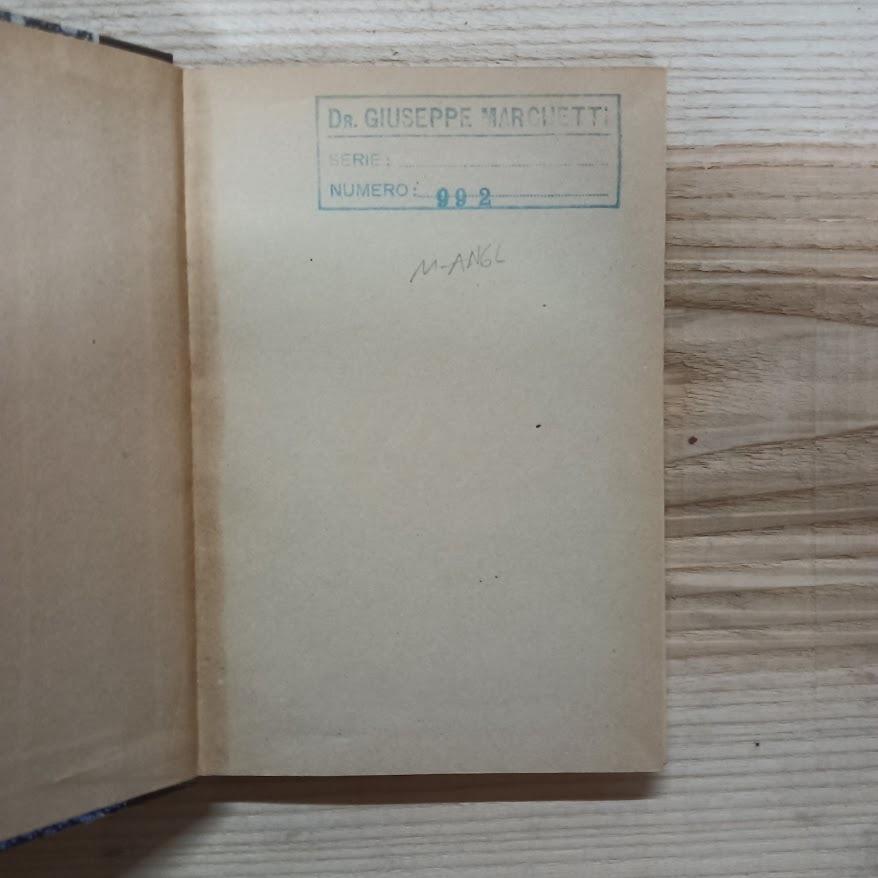 DR. GIUSEPPE MARCHETTI
SERIE:
NUMERO: 992
M-ANGL